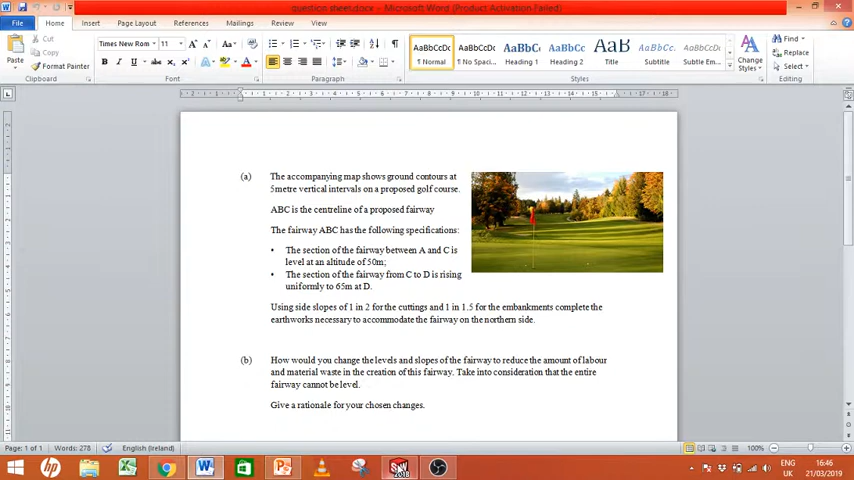 question sheet.docx - Microsoft Word (Product Activation Failed)
File Home Insert Page Layout References Mailings Review View
Paste
Cut
Copy
Format Painter
Clipboard
Times New Rom 11
Font
Paragraph
AaBbCcDc AaBbCcDc AaBbCc AaBbCc AaB AaBbCc. AaBbCcDc
¶ Normal ¶ No Spaci... Heading 1 Heading 2 Title Subtitle Subtle Em...
Change Styles
Styles
Find
Replace
Select
Editing
(a) The accompanying map shows ground contours at
5metre vertical intervals on a proposed golf course.
ABC is the centreline of a proposed fairway
The fairway ABC has the following specifications:
• The section of the fairway between A and C is
level at an altitude of 50m;
• The section of the fairway from C to D is rising
uniformly to 65m at D.
Using side slopes of 1 in 2 for the cuttings and 1 in 1.5 for the embankments complete the
earthworks necessary to accommodate the fairway on the northern side.
(b) How would you change the levels and slopes of the fairway to reduce the amount of labour
and material waste in the creation of this fairway. Take into consideration that the entire
fairway cannot be level.
Give a rationale for your chosen changes.
Page: 1 of 1 Words: 278 English (Ireland) 100%
ENG 16:46
UK 21/03/2019